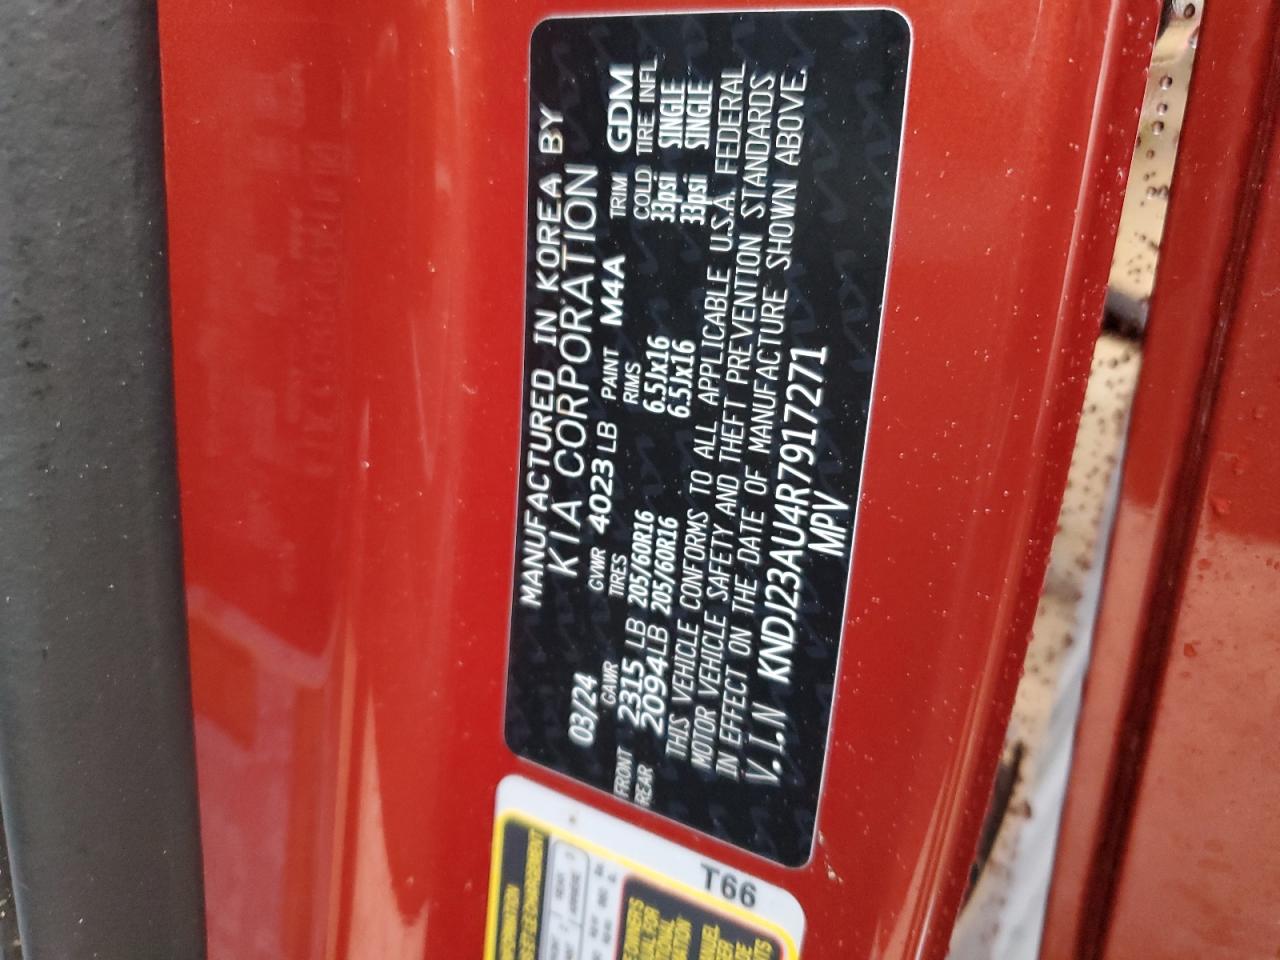 MANUFACTURED IN KOREA BY
03/24 KIA CORPORATION
GAWR GVWR 4023 LB PAINT M4A TRIM GDM
TIRES RIMS COLD TIRE INFL.
FRONT 2315 LB 205/60R16 6.5Jx16 33psi SINGLE
REAR 2094LB 205/60R16 6.5Jx16 33psi SINGLE
THIS VEHICLE CONFORMS TO ALL APPLICABLE U.S.A. FEDERAL
MOTOR VEHICLE SAFETY AND THEFT PREVENTION STANDARDS
IN EFFECT ON THE DATE OF MANUFACTURE SHOWN ABOVE.
V.I.N KNDJ23AU4R7917271
MPV
T66